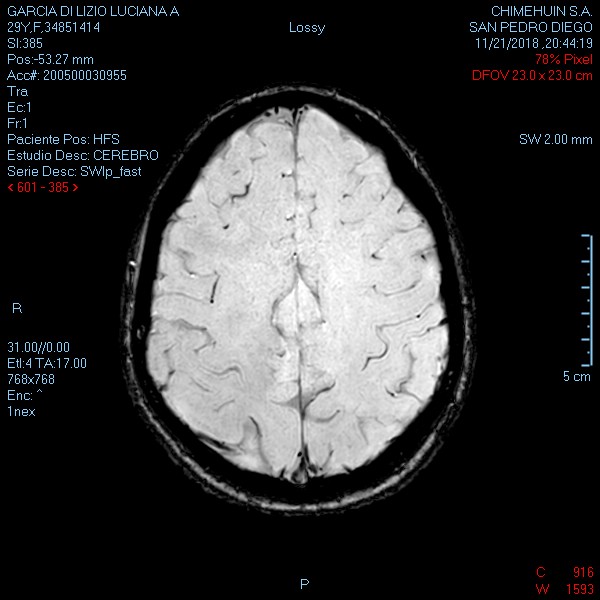 GARCIA DI LIZIO LUCIANA A
29Y,F,34851414
Sl:385
Pos:-53.27 mm
Acc#: 200500030955
Tra
Ec:1
Fr:1
Paciente Pos: HFS
Estudio Desc: CEREBRO
Serie Desc: SWIp_fast
< 601 - 385 >
Lossy
CHIMEHUIN S.A.
SAN PEDRO DIEGO
11/21/2018 ,20:44:19
78% Pixel
DFOV 23.0 x 23.0 cm
SW 2.00 mm
R
31.00//0.00
Etl:4 TA:17.00
768x768
Enc: ^
1nex
5 cm
P
C 916
W 1593